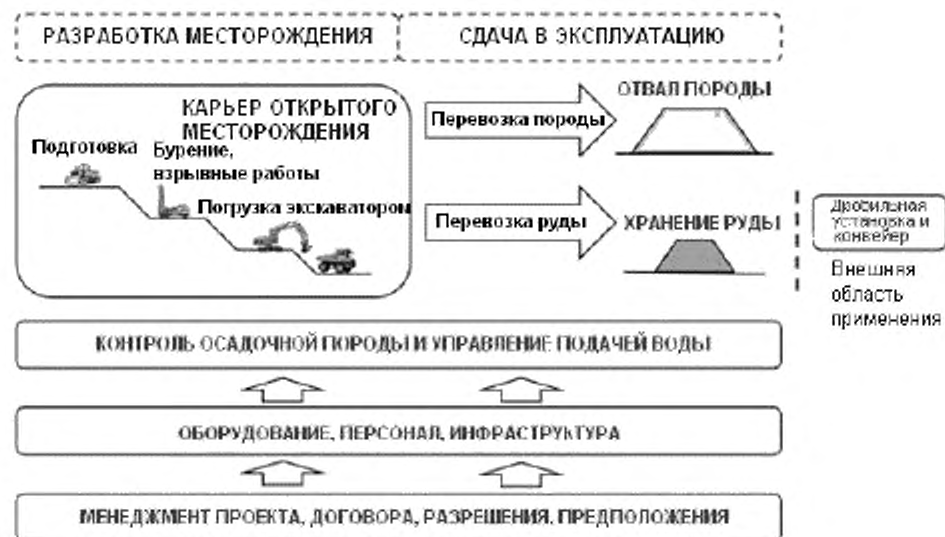 РАЗРАБОТКА МЕСТОРОЖДЕНИЯ
СДАЧА В ЭКСПЛУАТАЦИЮ
КАРЬЕР ОТКРЫТОГО
МЕСТОРОЖДЕНИЯ
Подготовка
Бурение,
взрывные работы
Погрузка экскаватором
Перевозка породы
ОТВАЛ ПОРОДЫ
Перевозка руды
ХРАНЕНИЕ РУДЫ
Дробильная
установка и
конвейер
Внешняя
область
применения
КОНТРОЛЬ ОСАДОЧНОЙ ПОРОДЫ И УПРАВЛЕНИЕ ПОДАЧЕЙ ВОДЫ
ОБОРУДОВАНИЕ, ПЕРСОНАЛ, ИНФРАСТРУКТУРА
МЕНЕДЖМЕНТ ПРОЕКТА, ДОГОВОРА, РАЗРЕШЕНИЯ, ПРЕДПОЛОЖЕНИЯ